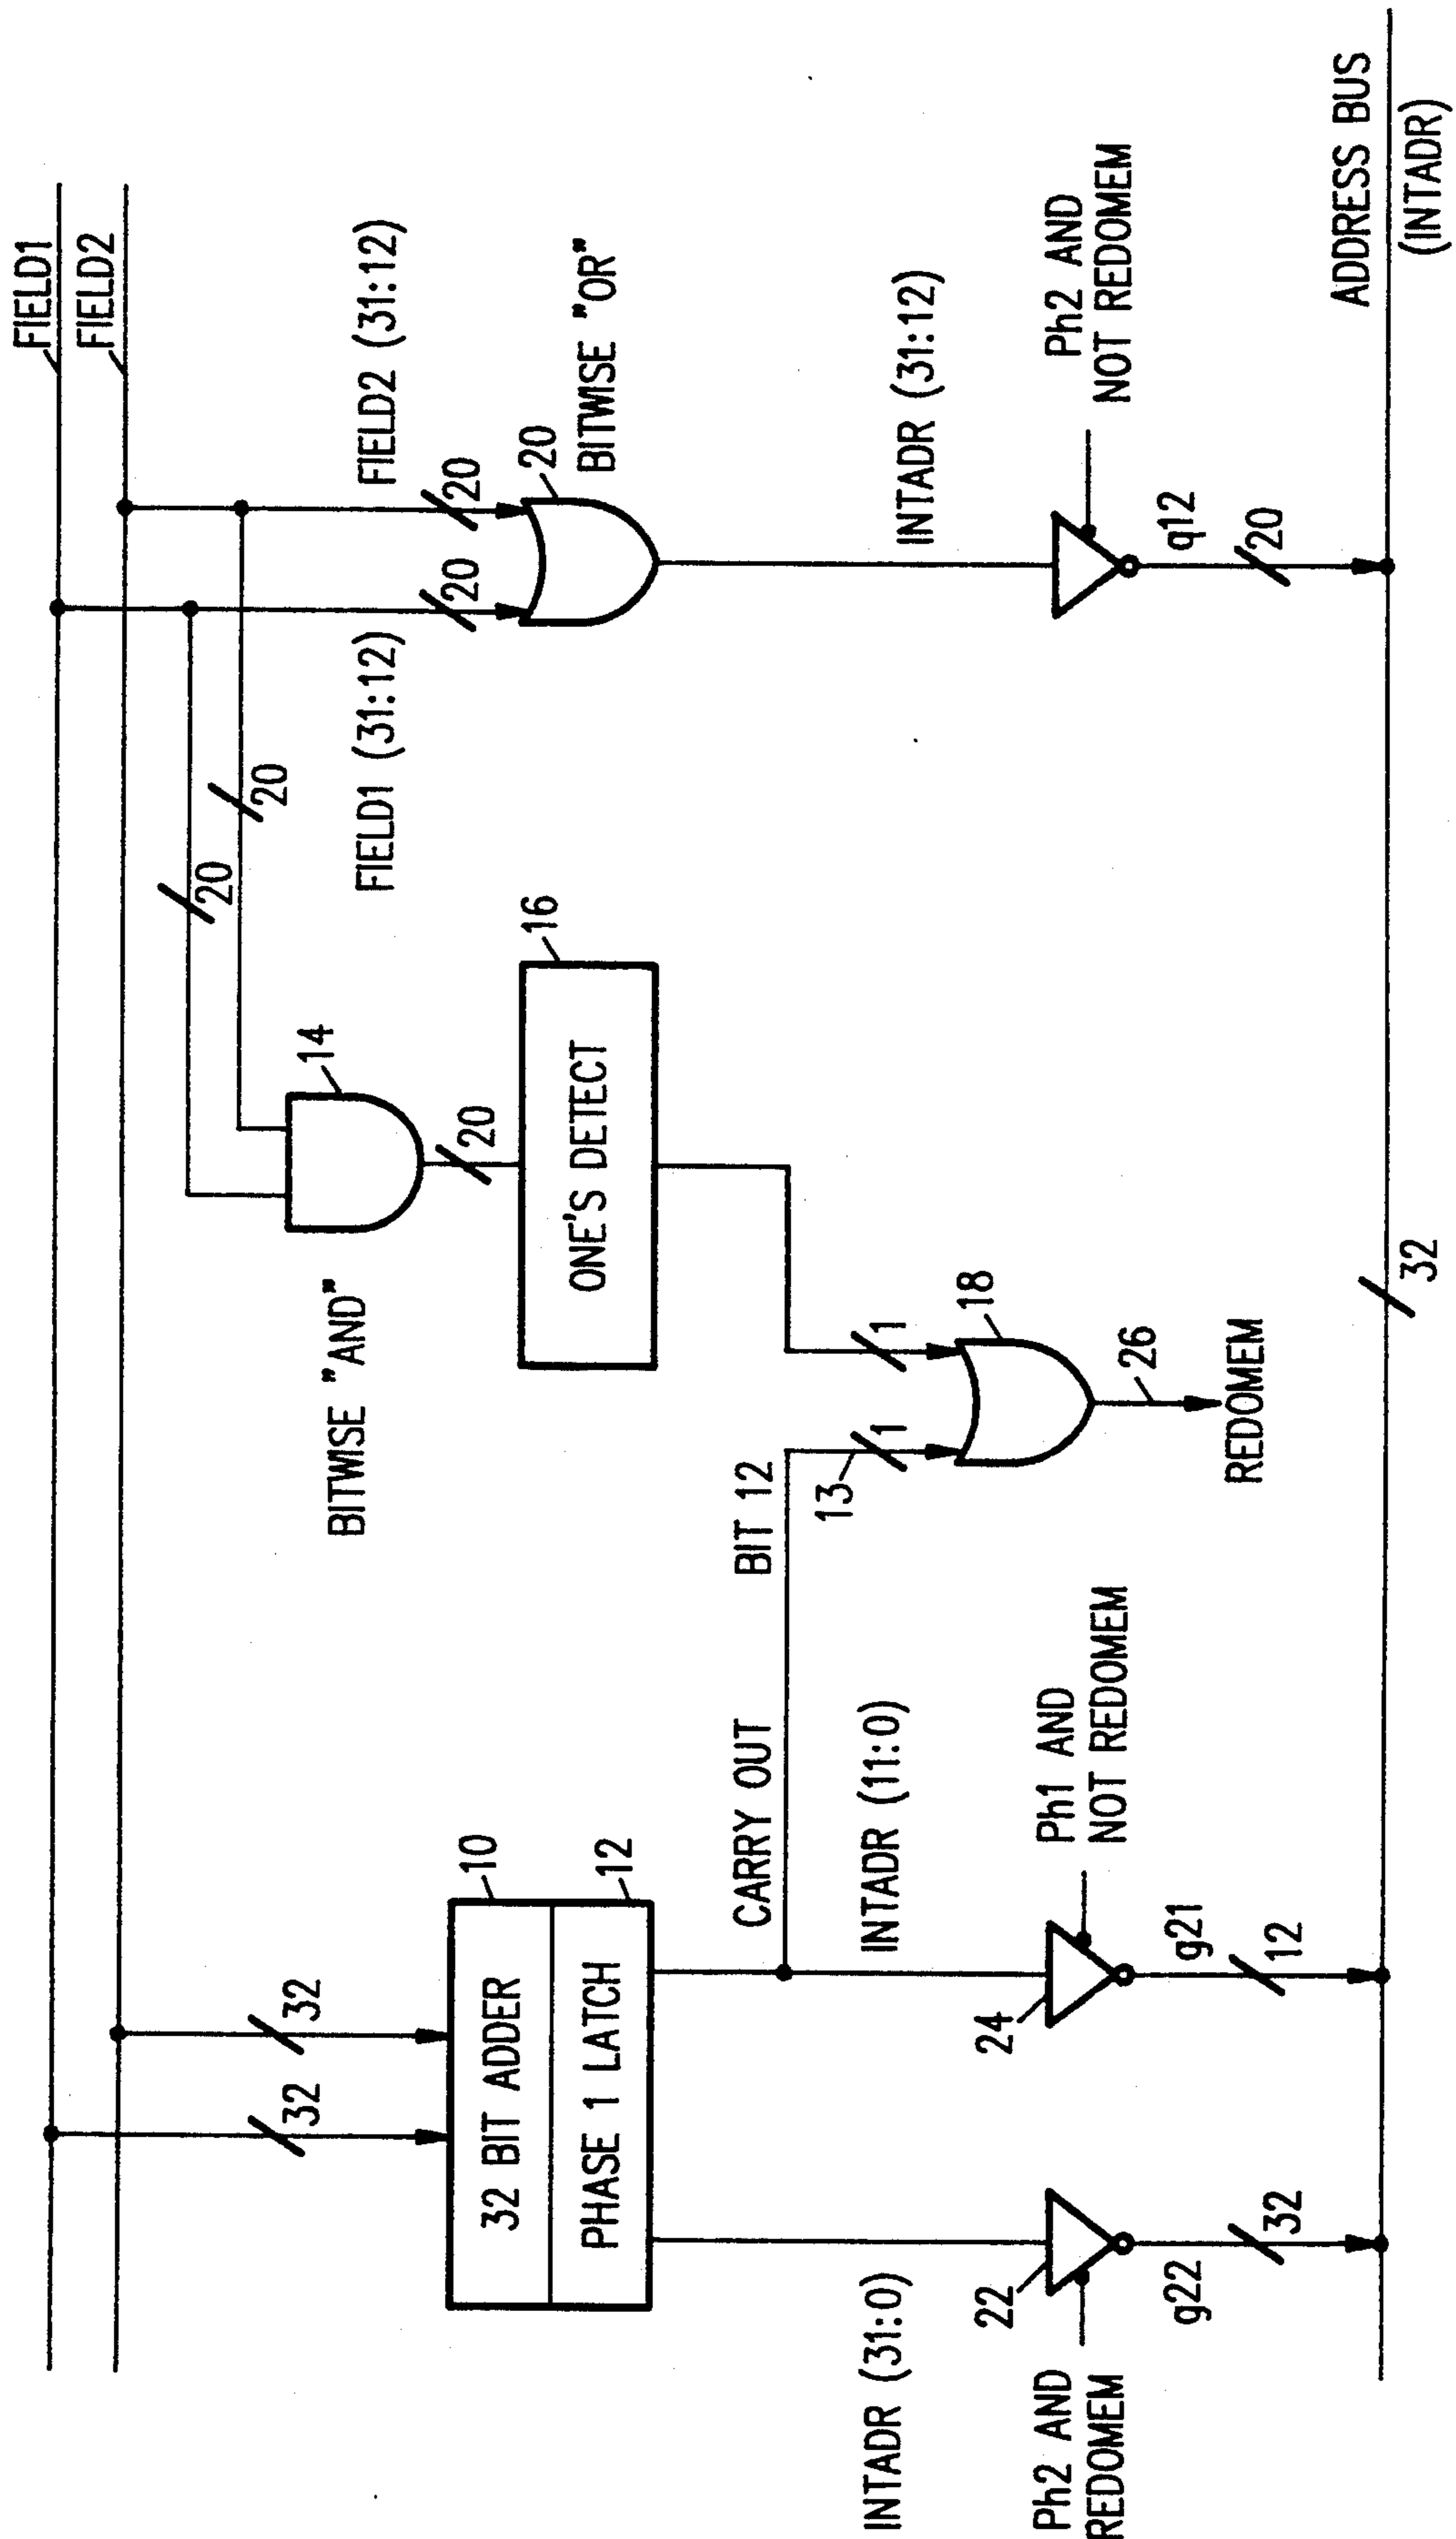 FIELD1
FIELD2
32
32
10
32 BIT ADDER
12
PHASE 1 LATCH
BITWISE "AND"
14
20
20
20
16
ONE'S DETECT
FIELD1 (31:12)
FIELD2 (31:12)
20
20
20
BITWISE "OR"
CARRY OUT
BIT 12
13
1
1
18
26
REDOMEM
INTADR (31:0)
INTADR (11:0)
INTADR (31:12)
Ph2 AND
REDOMEM
22
g22
32
24
Ph1 AND
NOT REDOMEM
g21
12
Ph2 AND
NOT REDOMEM
q12
20
32
ADDRESS BUS
(INTADR)